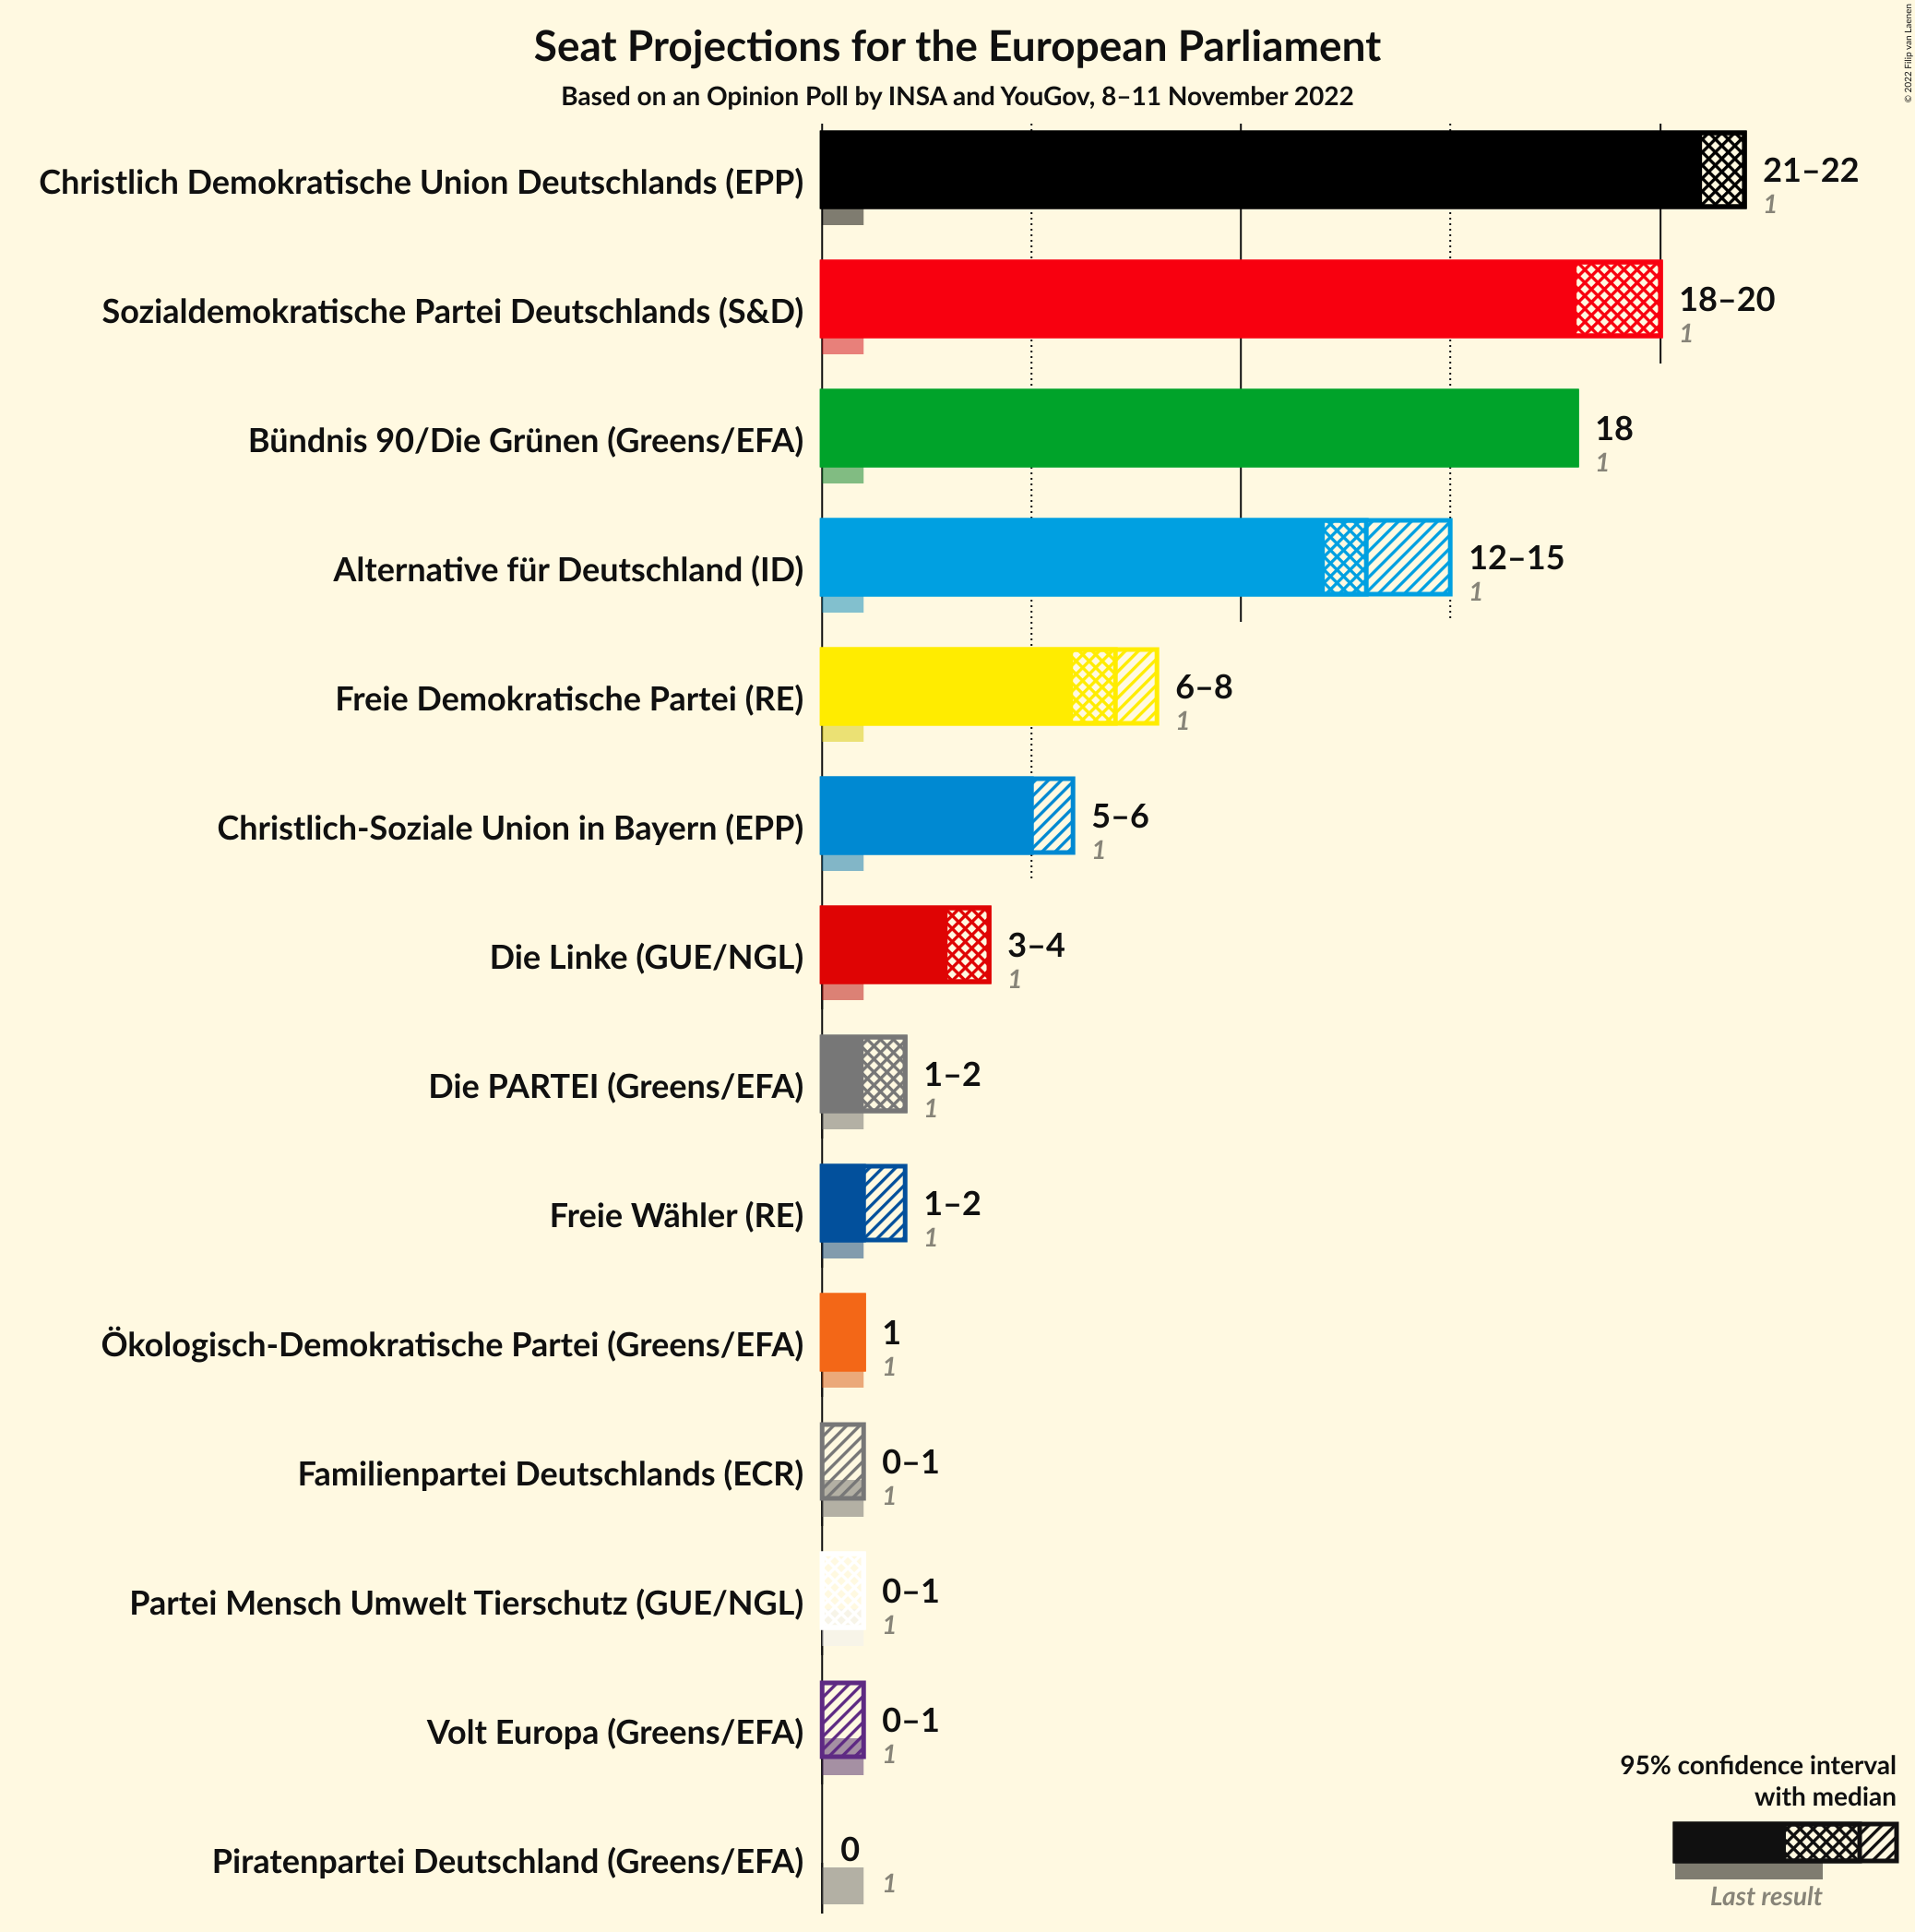 Seat Projections for the European Parliament
Based on an Opinion Poll by INSA and YouGov, 8–11 November 2022
© 2022 Filip van Laenen
Christlich Demokratische Union Deutschlands (EPP)
21–22
1
Sozialdemokratische Partei Deutschlands (S&D)
18–20
1
Bündnis 90/Die Grünen (Greens/EFA)
18
1
Alternative für Deutschland (ID)
12–15
1
Freie Demokratische Partei (RE)
6–8
1
Christlich-Soziale Union in Bayern (EPP)
5–6
1
Die Linke (GUE/NGL)
3–4
1
Die PARTEI (Greens/EFA)
1–2
1
Freie Wähler (RE)
1–2
1
Ökologisch-Demokratische Partei (Greens/EFA)
1
1
Familienpartei Deutschlands (ECR)
0–1
1
Partei Mensch Umwelt Tierschutz (GUE/NGL)
0–1
1
Volt Europa (Greens/EFA)
0–1
1
Piratenpartei Deutschland (Greens/EFA)
0
1
95% confidence interval
with median
Last result